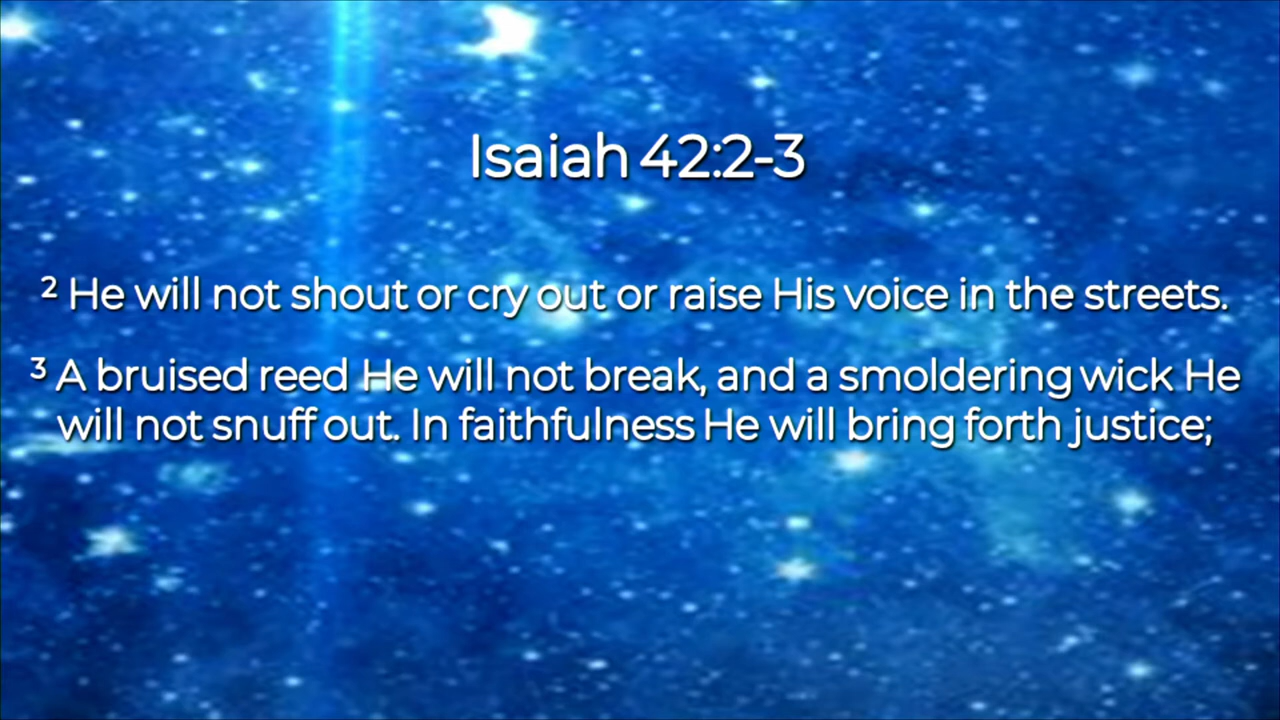 Isaiah 42:2-3
² He will not shout or cry out or raise His voice in the streets.
³ A bruised reed He will not break, and a smoldering wick He
will not snuff out. In faithfulness He will bring forth justice;